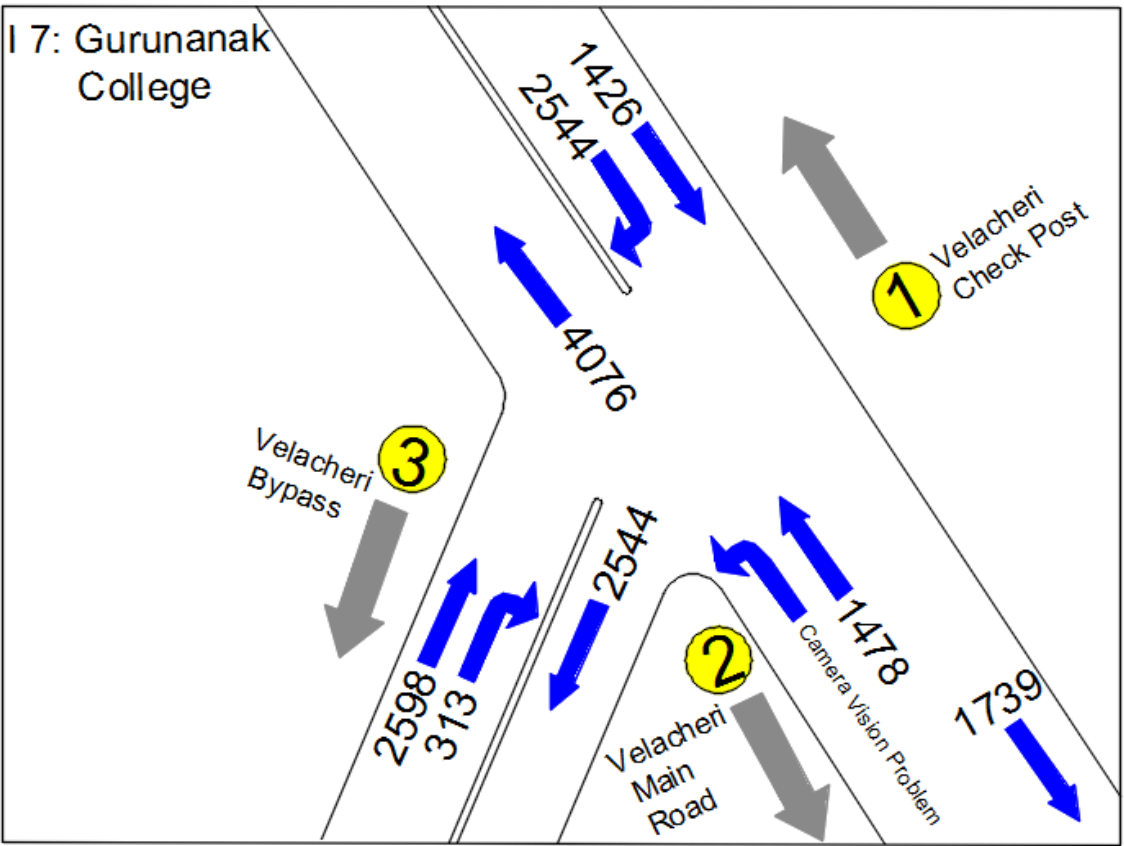 I 7: Gurunanak
College
1426
2544
4076
1
Velacheri
Check Post
3
Velacheri
Bypass
2544
2598
313
2
Velacheri
Main
Road
Camera Vision Problem
1478
1739